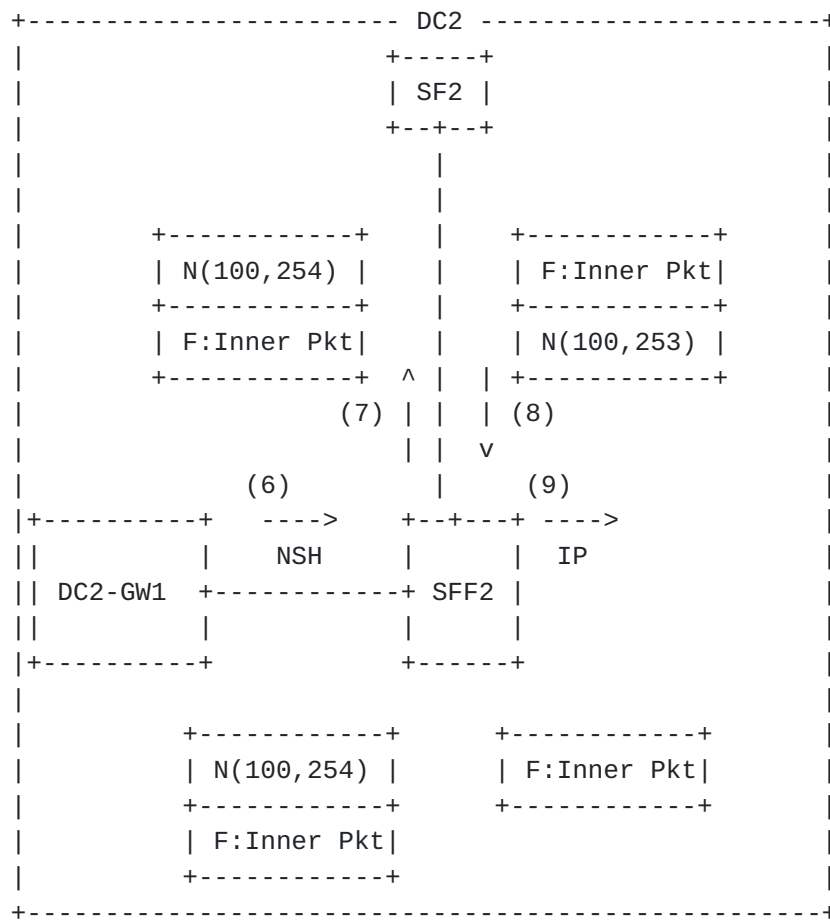 DC2
SF2
N(100,254) F:Inner Pkt
F:Inner Pkt N(100,253)
(7) (8)
(6) (9)
----> ---->
NSH IP
DC2-GW1 SFF2
N(100,254) F:Inner Pkt
F:Inner Pkt